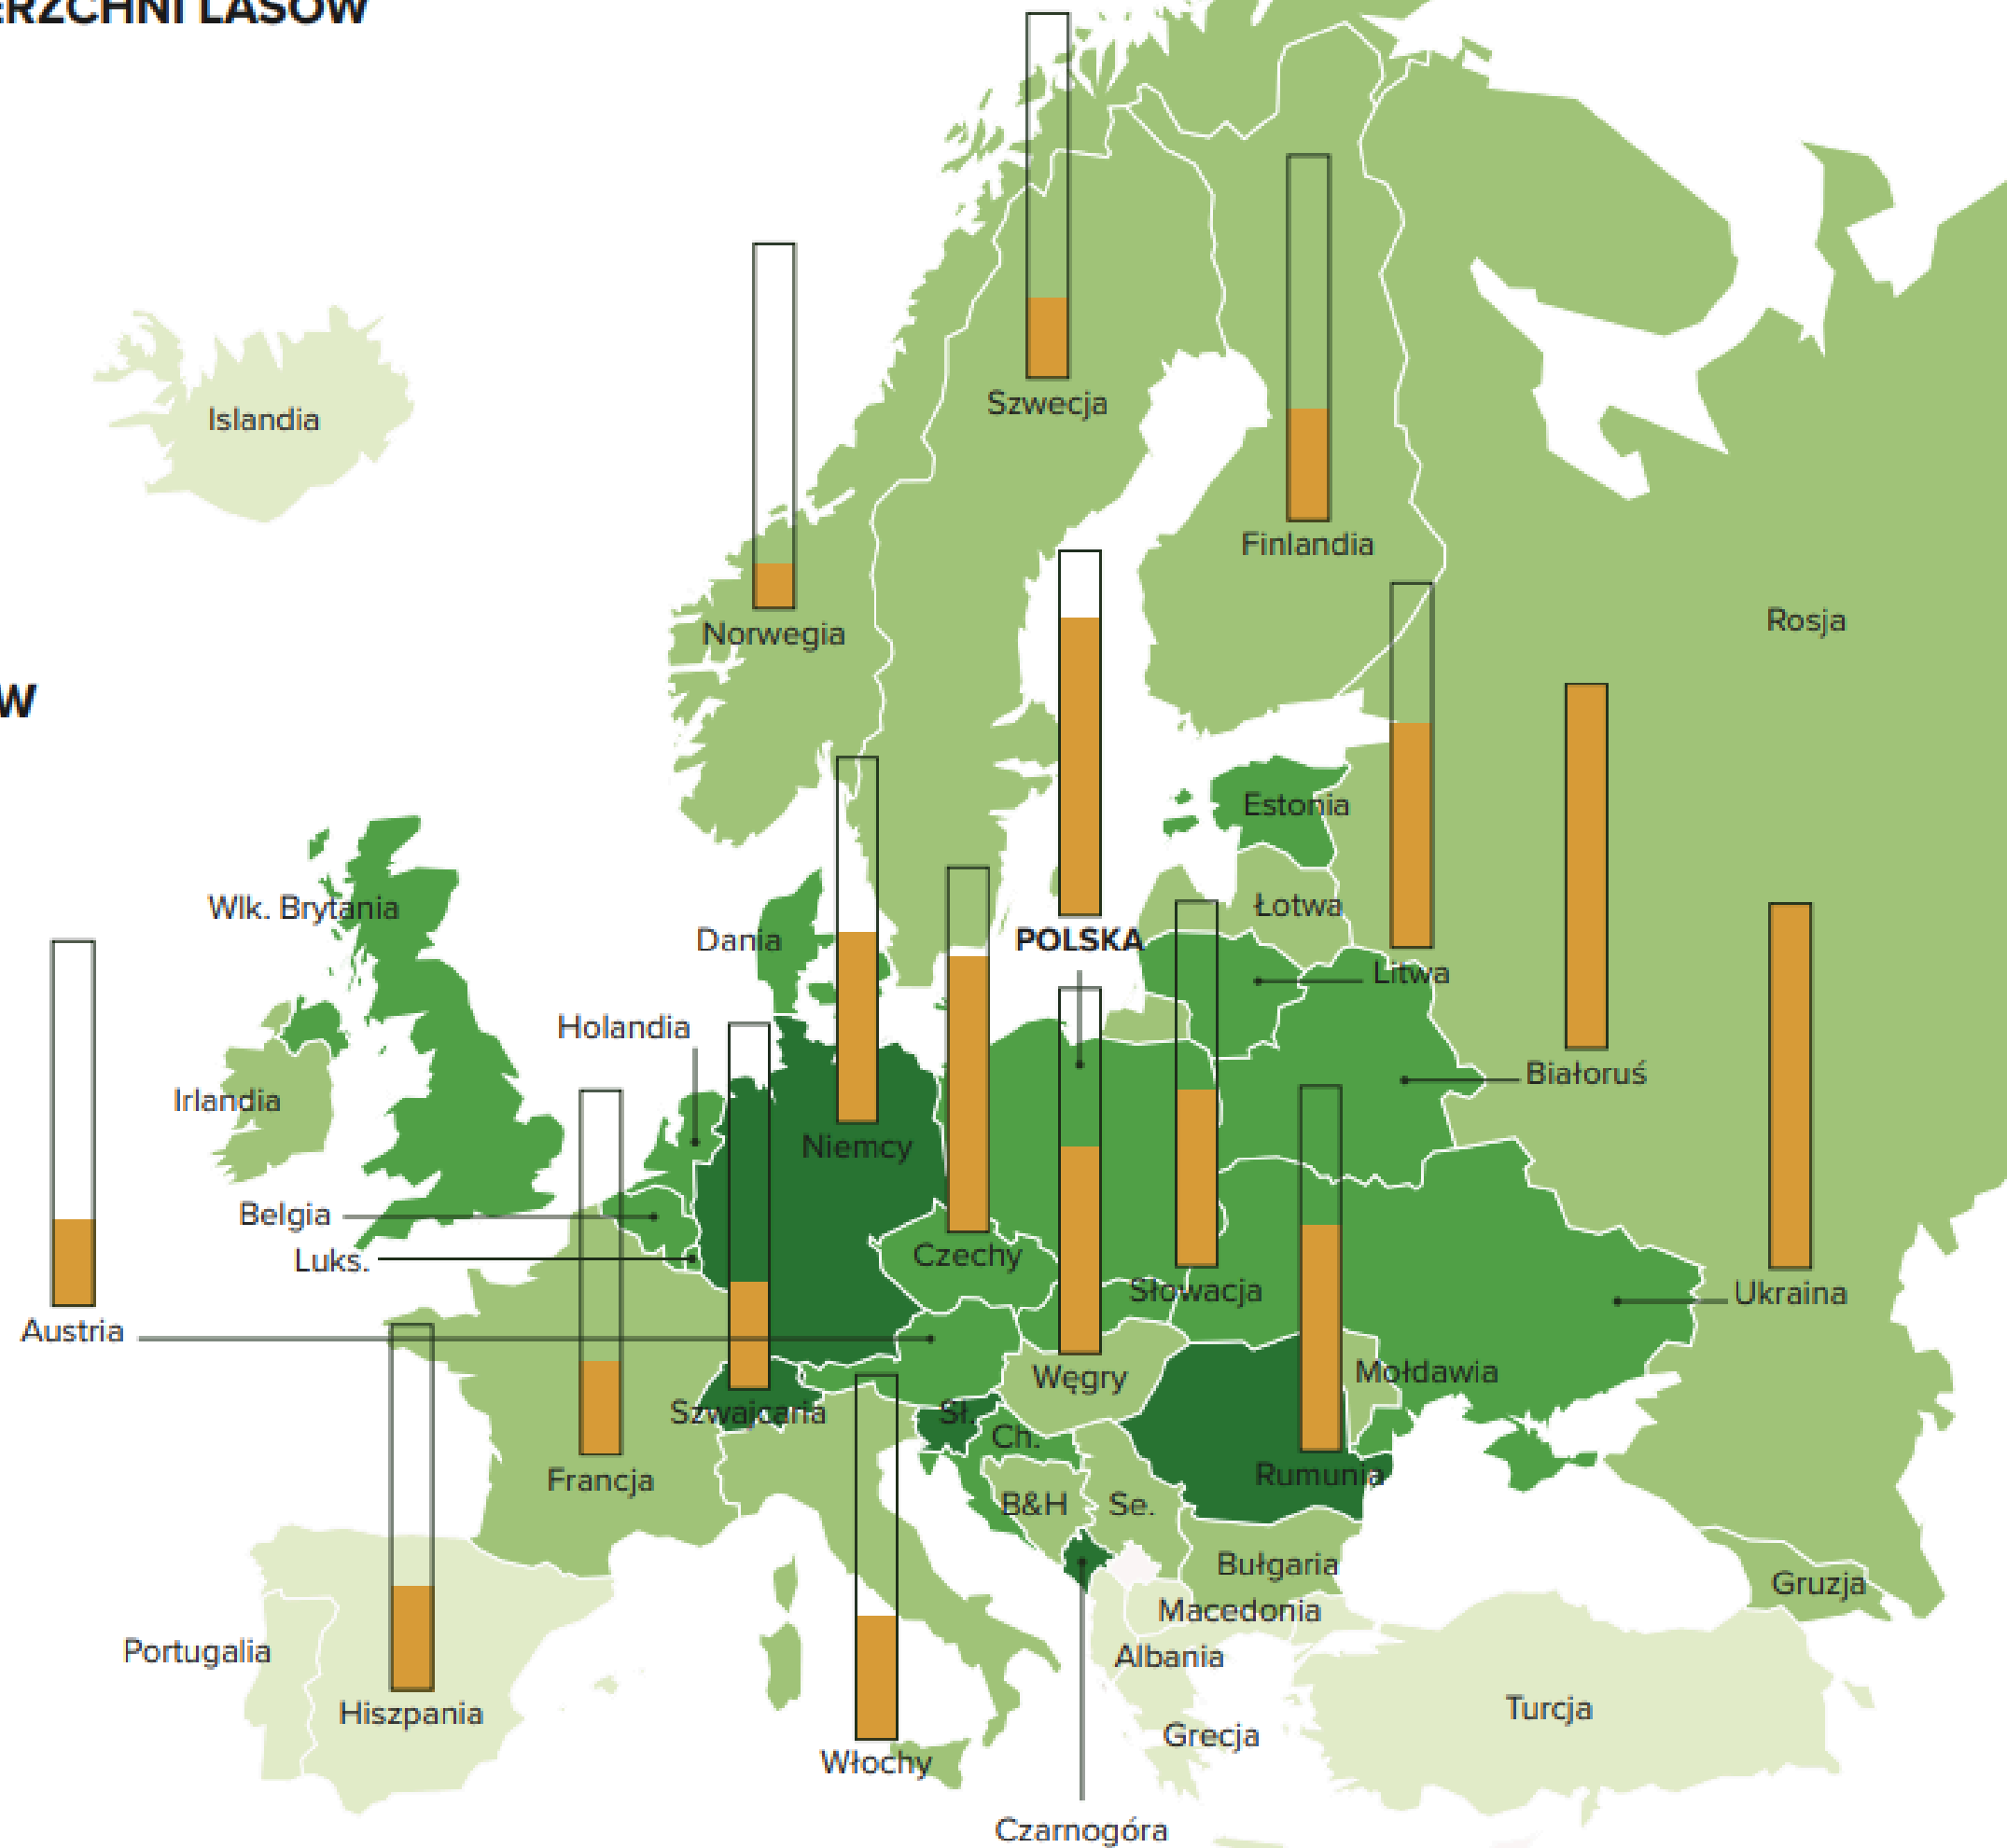 ERZCHNI LASÓW
Islandia
Szwecja
Finlandia
Norwegia
Rosja
W
Estonia
Wlk. Brytania
Łotwa
Dania
POLSKA
Litwa
Holandia
Białoruś
Irlandia
Niemcy
Belgia
Czechy
Luks.
Słowacja
Ukraina
Austria
Mołdawia
Węgry
Szwajcaria
Sł.
Ch.
Francja
Rumunia
B&H
Se.
Bułgaria
Gruzja
Macedonia
Portugalia
Albania
Hiszpania
Turcja
Grecja
Włochy
Czarnogóra